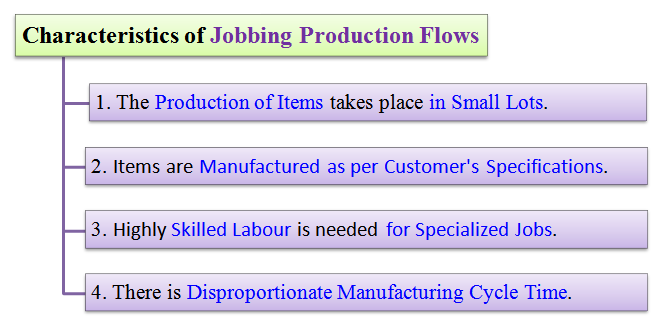 Characteristics of Jobbing Production Flows
1. The Production of Items takes place in Small Lots.
2. Items are Manufactured as per Customer's Specifications.
3. Highly Skilled Labour is needed for Specialized Jobs.
4. There is Disproportionate Manufacturing Cycle Time.